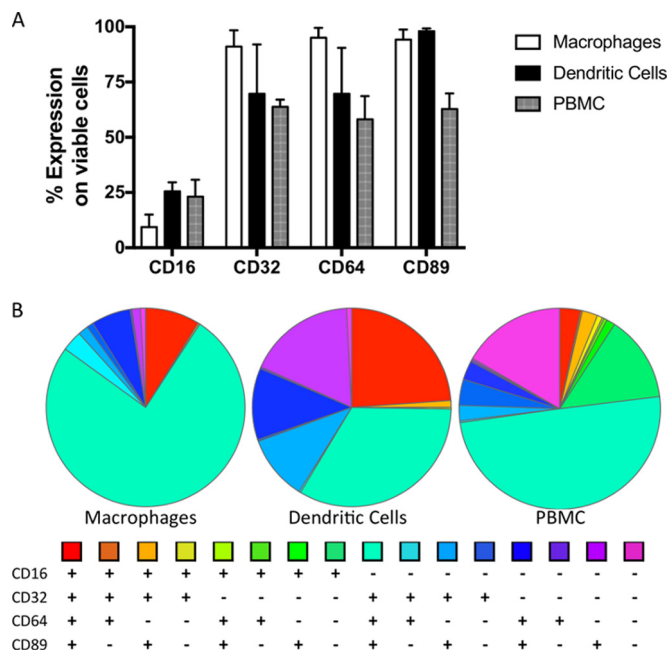 A
% Expression
on viable cells
100
75
50
25
0
CD16 CD32 CD64 CD89
Macrophages
Dendritic Cells
PBMC
B
Macrophages Dendritic Cells PBMC
CD16 + + + + + + + + - - - - - - - -
CD32 + + + + - - - - + + + + - - - -
CD64 + + - - + + - - + + - - + + - -
CD89 + - + - + - + - + - + - + - + -